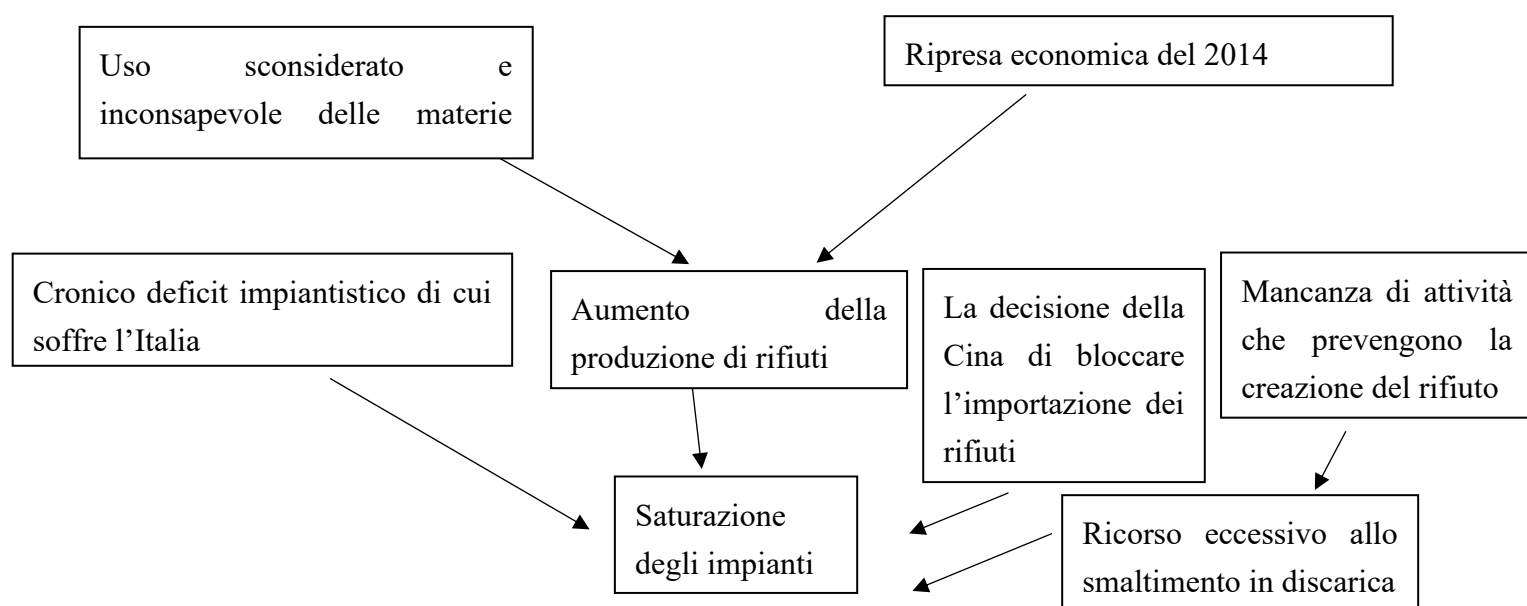 Uso sconsiderato e
inconsapevole delle materie
Ripresa economica del 2014
Cronico deficit impiantistico di cui
soffre l’Italia
Aumento della
produzione di rifiuti
La decisione della
Cina di bloccare
l’importazione dei
rifiuti
Mancanza di attività
che prevengono la
creazione del rifiuto
Saturazione
degli impianti
Ricorso eccessivo allo
smaltimento in discarica